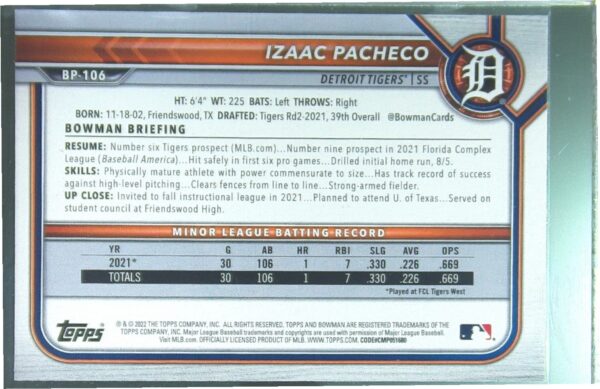 IZAAC PACHECO
BP-106
DETROIT TIGERS® | SS
HT: 6'4" WT: 225 BATS: Left THROWS: Right
BORN: 11-18-02, Friendswood, TX DRAFTED: Tigers Rd2-2021, 39th Overall @BowmanCards
BOWMAN BRIEFING
RESUME: Number six Tigers prospect (MLB.com)...Number nine prospect in 2021 Florida Complex
League (Baseball America)...Hit safely in first six pro games...Drilled initial home run, 8/5.
SKILLS: Physically mature athlete with power commensurate to size...Has track record of success
against high-level pitching...Clears fences from line to line...Strong-armed fielder.
UP CLOSE: Invited to fall instructional league in 2021...Planned to attend U. of Texas...Served on
student council at Friendswood High.
MINOR LEAGUE BATTING RECORD
YR G AB HR RBI SLG AVG OPS
2021* 30 106 1 7 .330 .226 .669
TOTALS 30 106 1 7 .330 .226 .669
*Played at FCL Tigers West
Topps
® & © 2022 THE TOPPS COMPANY, INC. ALL RIGHTS RESERVED. TOPPS AND BOWMAN ARE REGISTERED TRADEMARKS OF THE
TOPPS COMPANY, INC. Major League Baseball trademarks and copyrights are used with permission of Major League Baseball.
Visit MLB.com. OFFICIALLY LICENSED PRODUCT OF MLB. WWW.TOPPS.COM. CODE#CMP051680